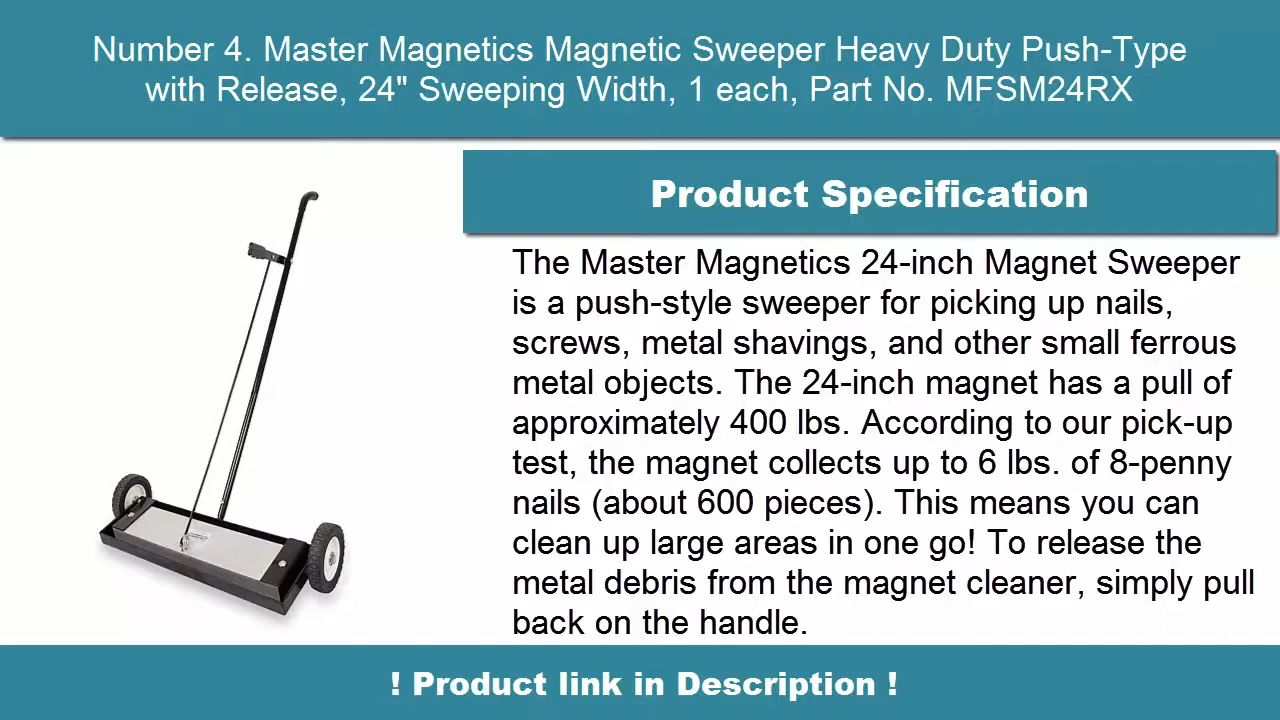 Number 4. Master Magnetics Magnetic Sweeper Heavy Duty Push-Type
with Release, 24" Sweeping Width, 1 each, Part No. MFSM24RX
Product Specification
The Master Magnetics 24-inch Magnet Sweeper
is a push-style sweeper for picking up nails,
screws, metal shavings, and other small ferrous
metal objects. The 24-inch magnet has a pull of
approximately 400 lbs. According to our pick-up
test, the magnet collects up to 6 lbs. of 8-penny
nails (about 600 pieces). This means you can
clean up large areas in one go! To release the
metal debris from the magnet cleaner, simply pull
back on the handle.
! Product link in Description !